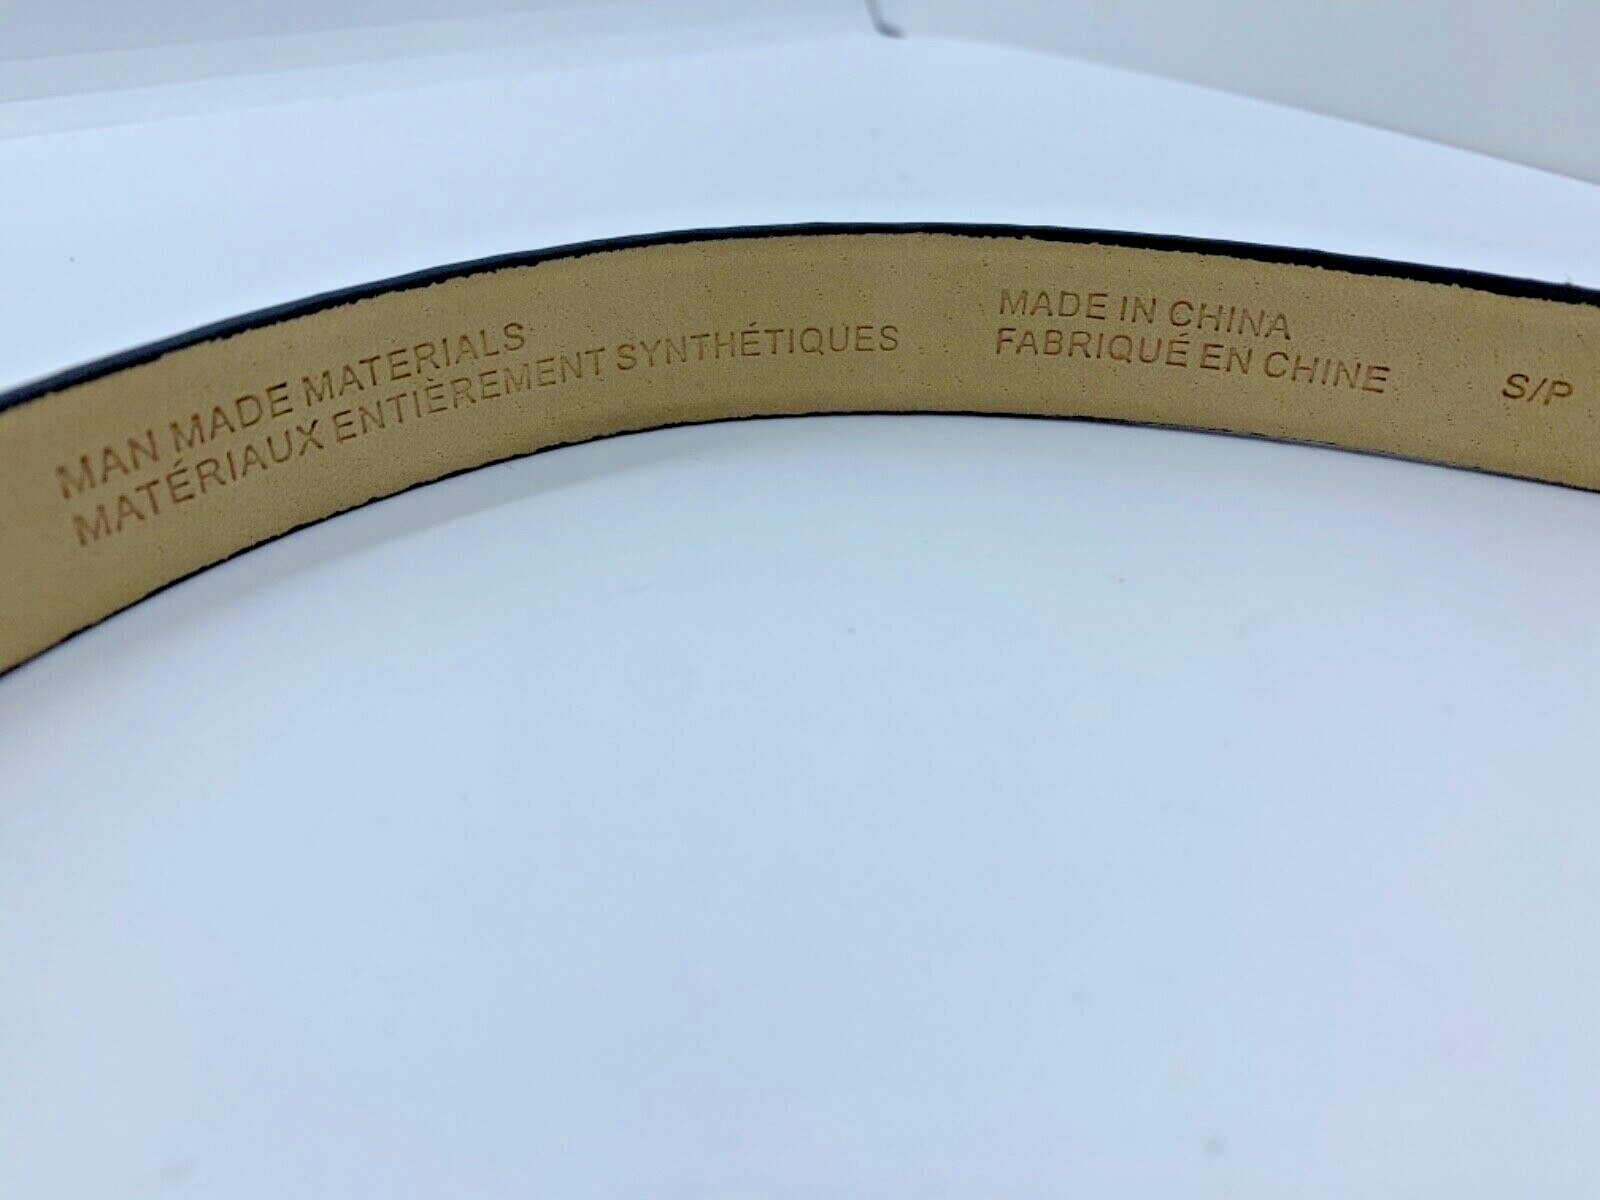 MAN MADE MATERIALS
MATÉRIAUX ENTIÈREMENT SYNTHÉTIQUES
MADE IN CHINA
FABRIQUÉ EN CHINE
S/P